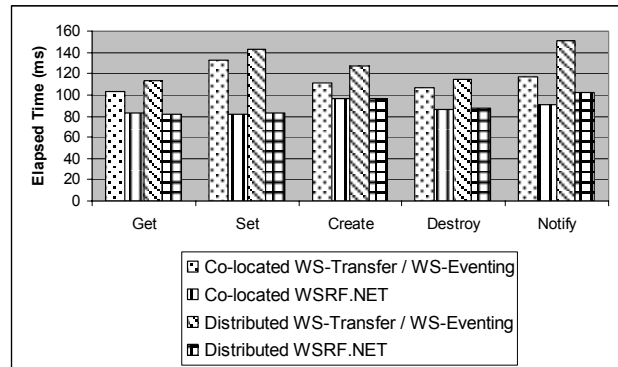 160
140
120
100
80
60
40
20
0
Elapsed Time (ms)
Get Set Create Destroy Notify
Co-located WS-Transfer / WS-Eventing
Co-located WSRF.NET
Distributed WS-Transfer / WS-Eventing
Distributed WSRF.NET